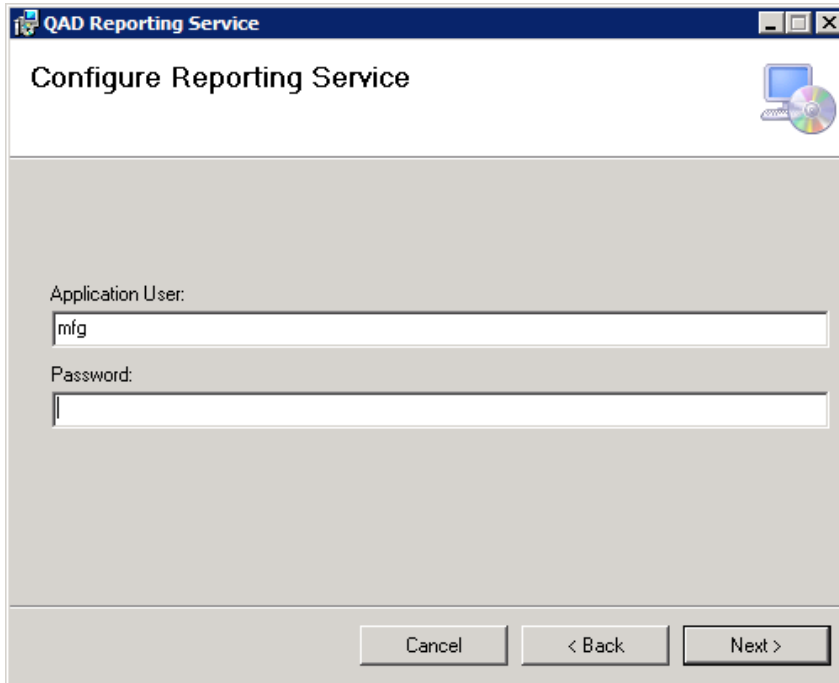 QAD Reporting Service
Configure Reporting Service
Application User:
mfg
Password:
Cancel
< Back
Next >